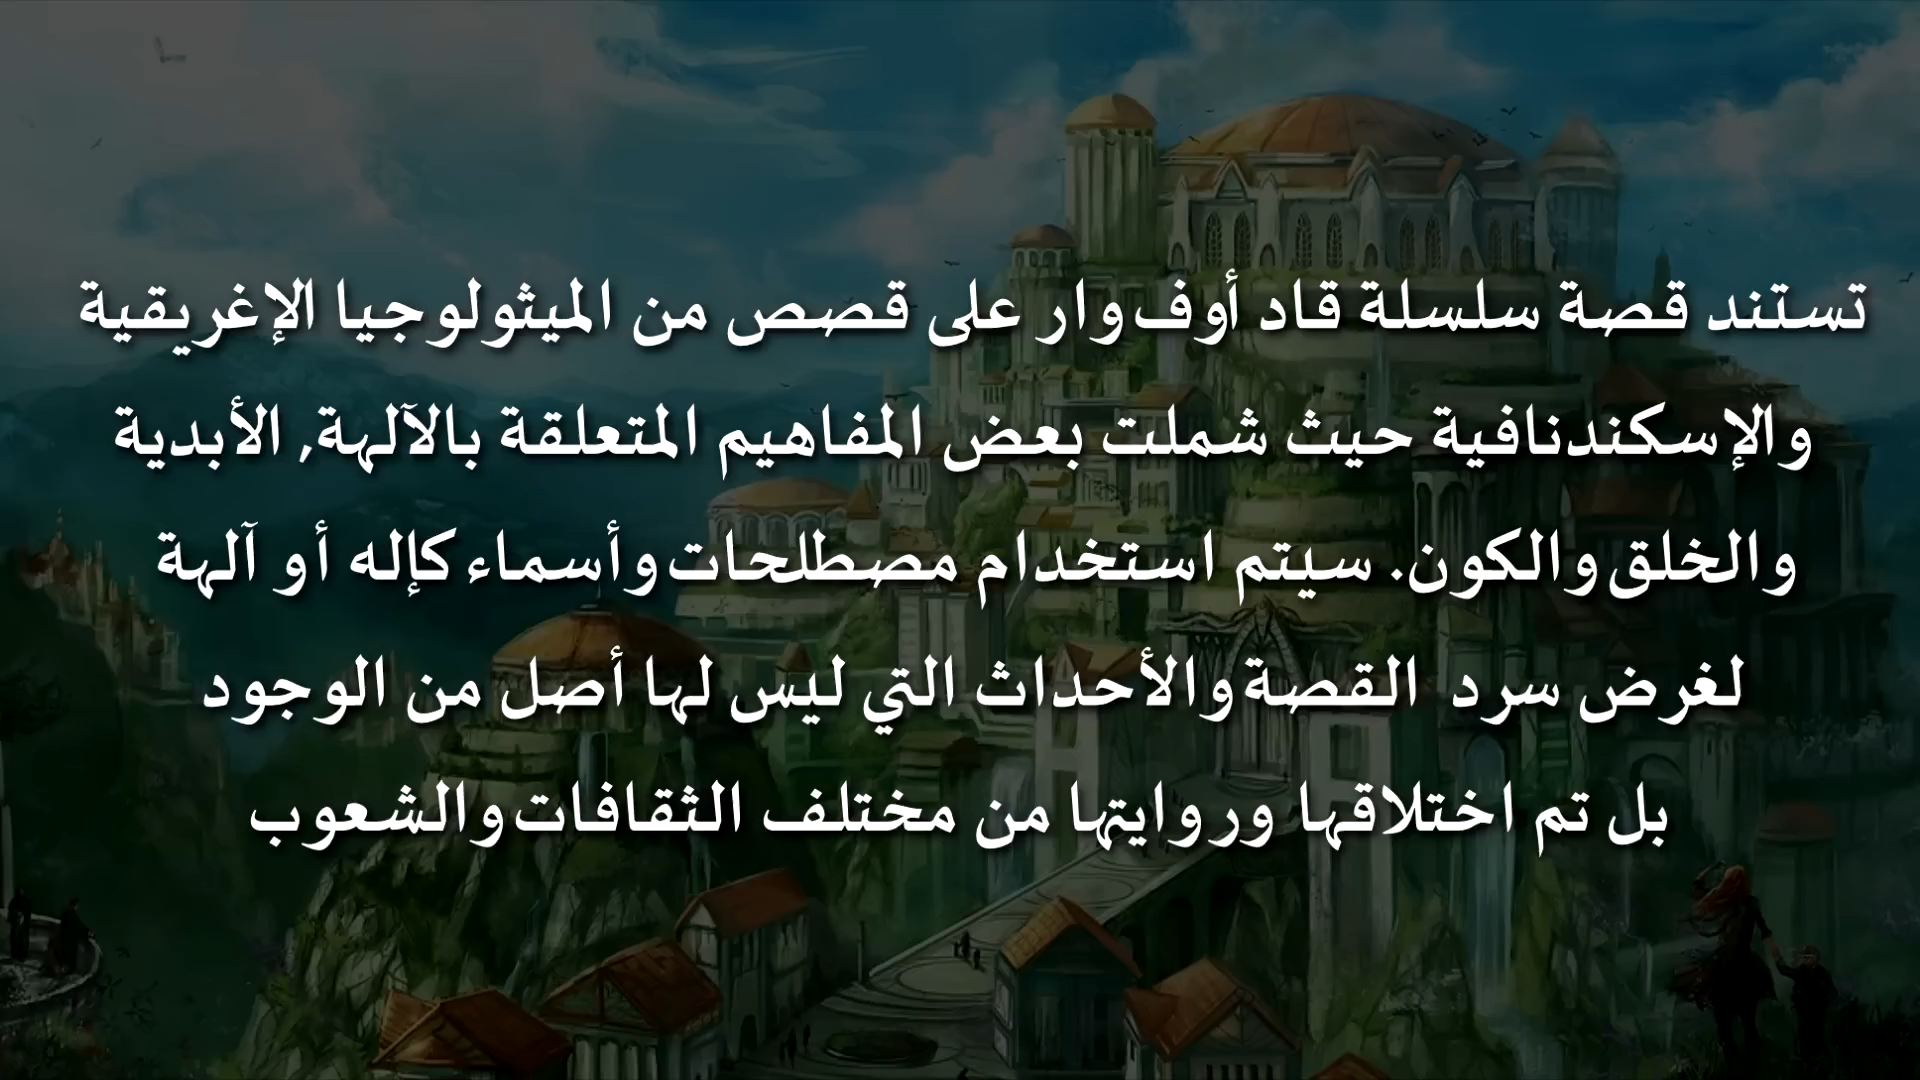 تستند قصة سلسلة قاد أوف وار على قصص من الميثولوجيا الإغريقية
والإسكندنافية حيث شملت بعض المفاهيم المتعلقة بالآلهة, الأبدية
والخلق والكون. سيتم استخدام مصطلحات وأسماء كإله أو آلهة
لغرض سرد القصة والأحداث التي ليس لها أصل من الوجود
بل تم اختلاقها وروايتها من مختلف الثقافات والشعوب